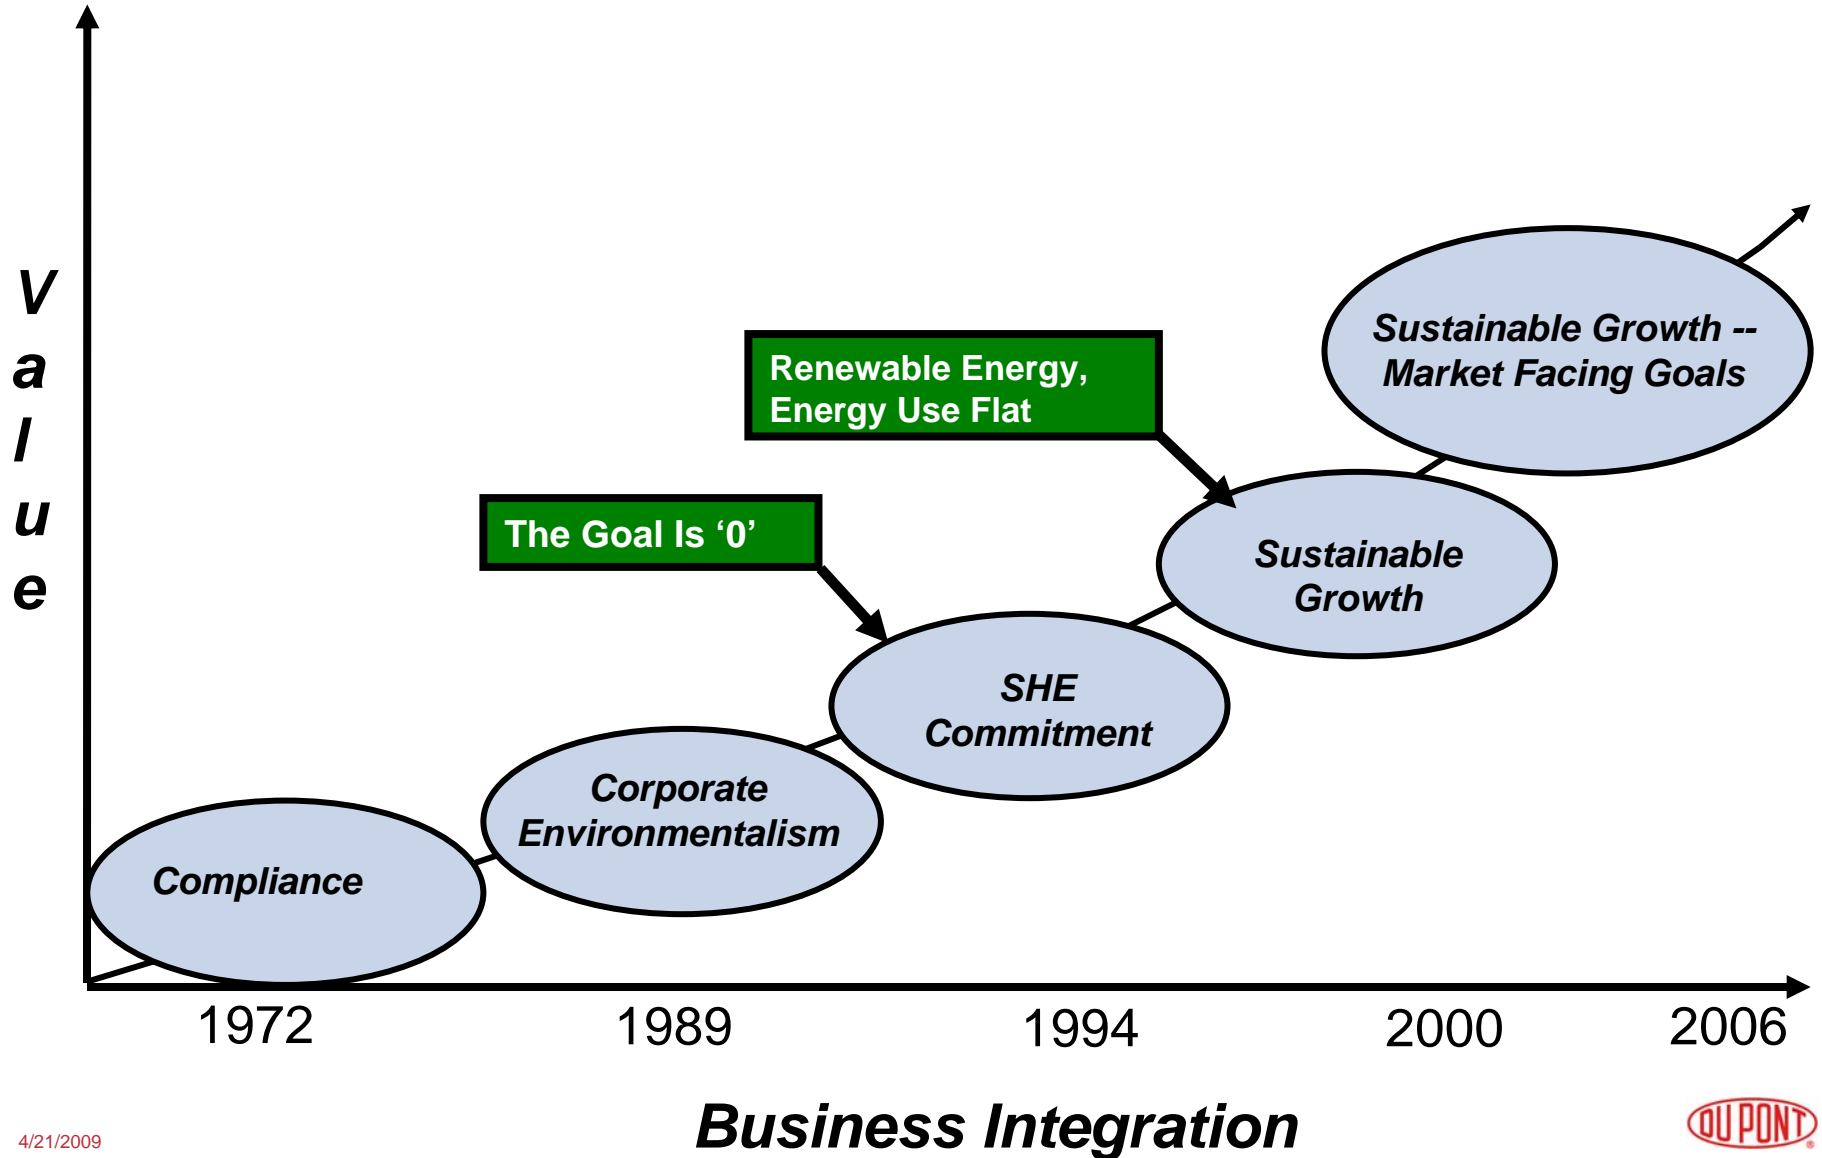 Value
Sustainable Growth --
Market Facing Goals
Renewable Energy,
Energy Use Flat
The Goal Is ‘0’
Sustainable
Growth
SHE
Commitment
Corporate
Environmentalism
Compliance
1972 1989 1994 2000 2006
Business Integration
4/21/2009
DUPONT®